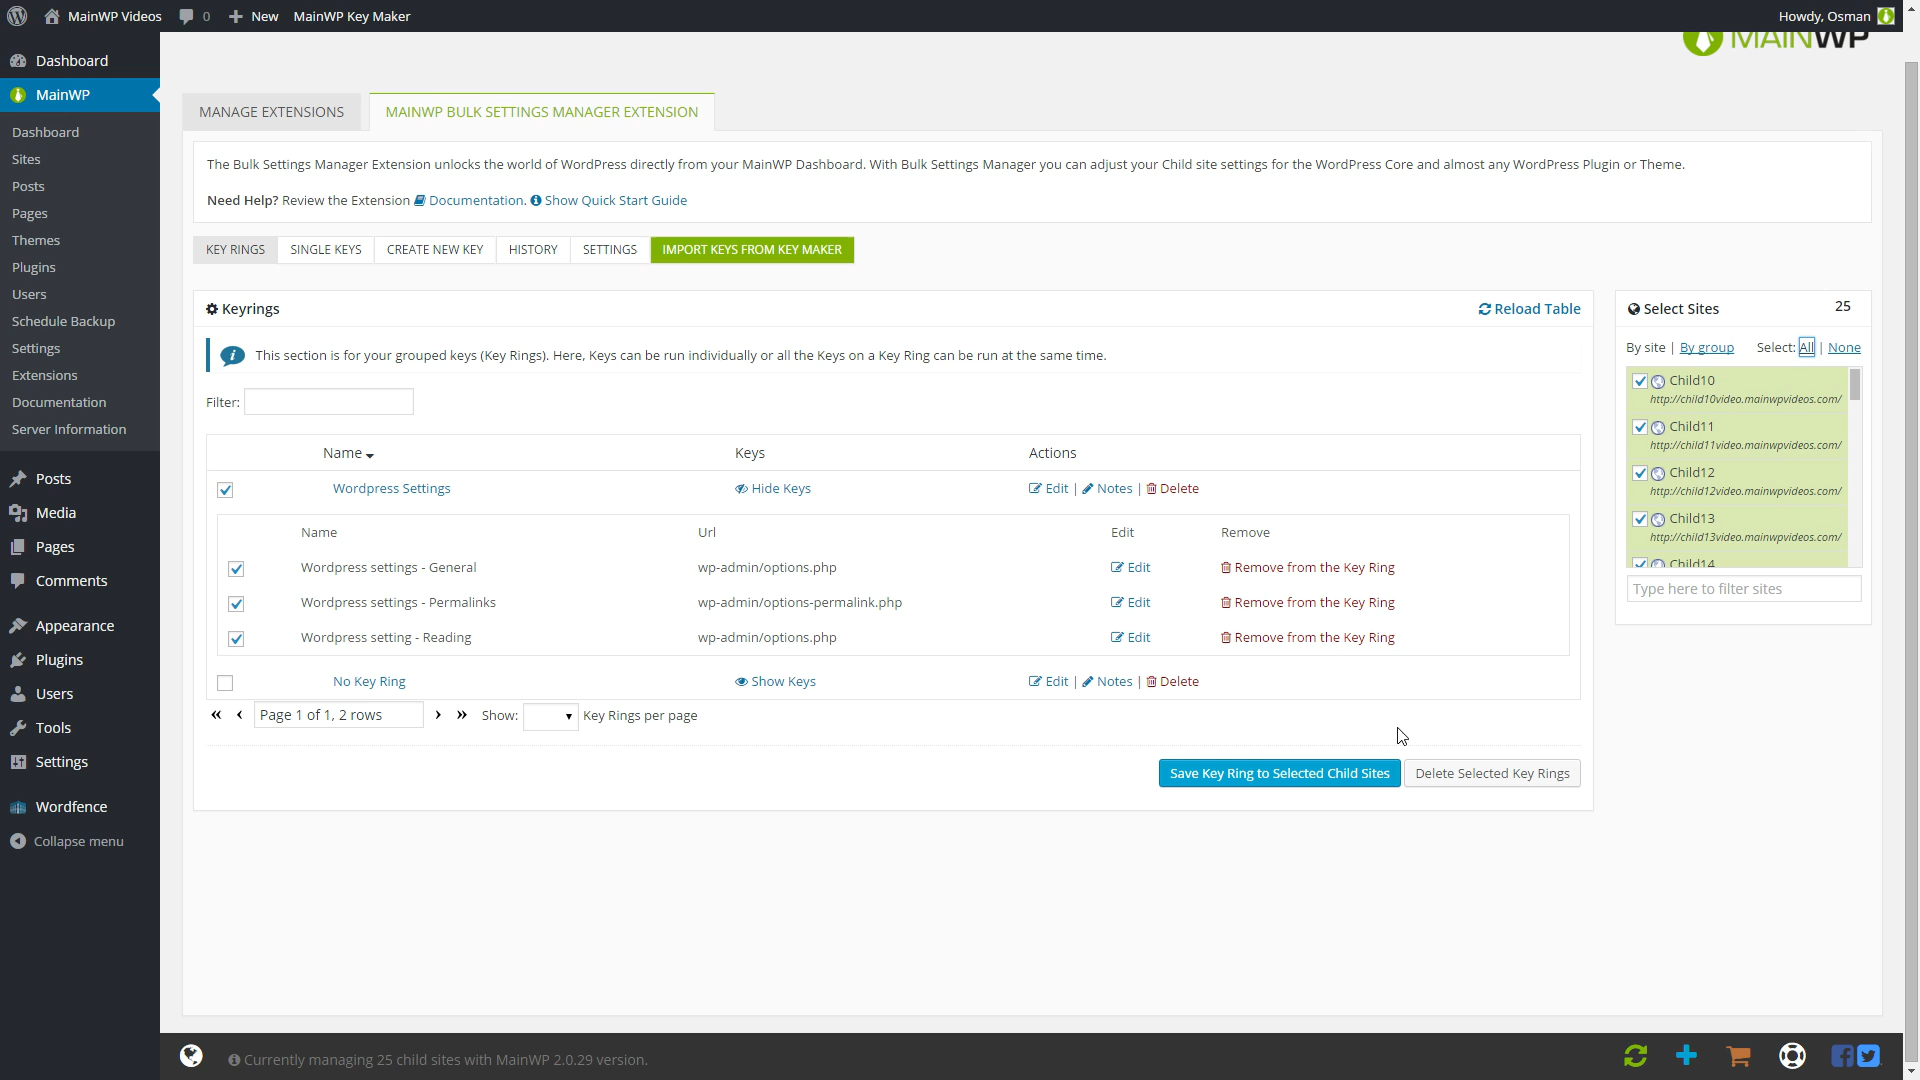 MainWP Videos 0 New MainWP Key Maker Howdy, Osman
MAINWP
Dashboard
MainWP
Dashboard
Sites
Posts
Pages
Themes
Plugins
Users
Schedule Backup
Settings
Extensions
Documentation
Server Information
Posts
Media
Pages
Comments
Appearance
Plugins
Users
Tools
Settings
Wordfence
Collapse menu
MANAGE EXTENSIONS MAINWP BULK SETTINGS MANAGER EXTENSION
The Bulk Settings Manager Extension unlocks the world of WordPress directly from your MainWP Dashboard. With Bulk Settings Manager you can adjust your Child site settings for the WordPress Core and almost any WordPress Plugin or Theme.
Need Help? Review the Extension Documentation. Show Quick Start Guide
KEY RINGS SINGLE KEYS CREATE NEW KEY HISTORY SETTINGS IMPORT KEYS FROM KEY MAKER
Keyrings Reload Table
This section is for your grouped keys (Key Rings). Here, Keys can be run individually or all the Keys on a Key Ring can be run at the same time.
Filter:
Name Keys Actions
Wordpress Settings Hide Keys Edit | Notes | Delete
Name Url Edit Remove
Wordpress settings - General wp-admin/options.php Edit Remove from the Key Ring
Wordpress settings - Permalinks wp-admin/options-permalink.php Edit Remove from the Key Ring
Wordpress setting - Reading wp-admin/options.php Edit Remove from the Key Ring
No Key Ring Show Keys Edit | Notes | Delete
« ‹ Page 1 of 1, 2 rows › » Show: Key Rings per page
Save Key Ring to Selected Child Sites Delete Selected Key Rings
Select Sites 25
By site | By group Select: All | None
Child10
http://child10video.mainwpvideos.com/
Child11
http://child11video.mainwpvideos.com/
Child12
http://child12video.mainwpvideos.com/
Child13
http://child13video.mainwpvideos.com/
Child14
Type here to filter sites
Currently managing 25 child sites with MainWP 2.0.29 version.